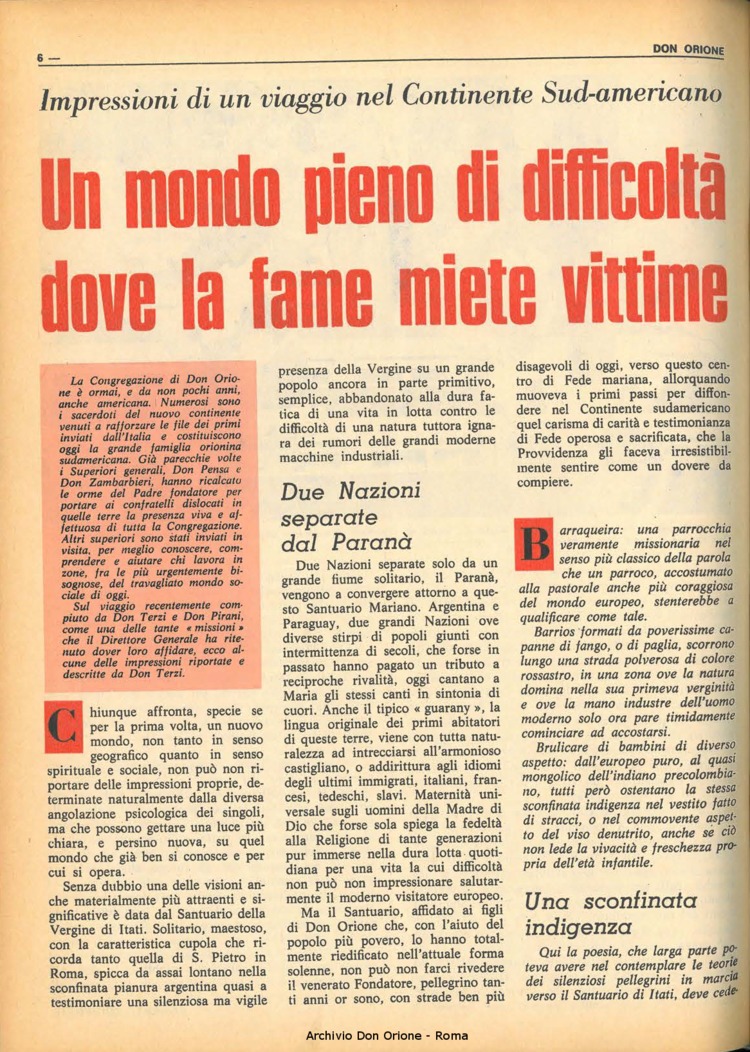 6 —
DON ORIONE
Impressioni di un viaggio nel Continente Sud-americano
Un mondo pieno di difficoltà
dove la fame miete vittime
La Congregazione di Don Orio-
ne è ormai, e da non pochi anni,
anche americana. Numerosi sono
i sacerdoti del nuovo continente
venuti a rafforzare le file dei primi
inviati dall'Italia e costituiscono
oggi la grande famiglia orionina
sudamericana. Già parecchie volte
i Superiori generali, Don Pensa e
Don Zambarbieri, hanno ricalcato
le orme del Padre fondatore per
portare ai confratelli dislocati in
quelle terre la presenza viva e af-
fettuosa di tutta la Congregazione.
Altri superiori sono stati inviati in
visita, per meglio conoscere, com-
prendere e aiutare chi lavora in
zone, fra le più urgentemente bi-
sognose, del travagliato mondo so-
ciale di oggi.
Sul viaggio recentemente com-
piuto da Don Terzi e Don Pirani,
come una delle tante « missioni »
che il Direttore Generale ha rite-
nuto dover loro affidare, ecco al-
cune delle impressioni riportate e
descritte da Don Terzi.
Chiunque affronta, specie se
per la prima volta, un nuovo
mondo, non tanto in senso
geografico quanto in senso
spirituale e sociale, non può non ri-
portare delle impressioni proprie, de-
terminate naturalmente dalla diversa
angolazione psicologica dei singoli,
ma che possono gettare una luce più
chiara, e persino nuova, su quel
mondo che già ben si conosce e per
cui si opera.
Senza dubbio una delle visioni an-
che materialmente più attraenti e si-
gnificative è data dal Santuario della
Vergine di Itati. Solitario, maestoso,
con la caratteristica cupola che ri-
corda tanto quella di S. Pietro in
Roma, spicca da assai lontano nella
sconfinata pianura argentina quasi a
testimoniare una silenziosa ma vigile
presenza della Vergine su un grande
popolo ancora in parte primitivo,
semplice, abbandonato alla dura fa-
tica di una vita in lotta contro le
difficoltà di una natura tuttora igna-
ra dei rumori delle grandi moderne
macchine industriali.
Due Nazioni
separate
dal Paranà
Due Nazioni separate solo da un
grande fiume solitario, il Paranà,
vengono a convergere attorno a que-
sto Santuario Mariano. Argentina e
Paraguay, due grandi Nazioni ove
diverse stirpi di popoli giunti con
intermittenza di secoli, che forse in
passato hanno pagato un tributo a
reciproche rivalità, oggi cantano a
Maria gli stessi canti in sintonia di
cuori. Anche il tipico « guarany », la
lingua originale dei primi abitatori
di queste terre, viene con tutta natu-
ralezza ad intrecciarsi all'armonioso
castigliano, o addirittura agli idiomi
degli ultimi immigrati, italiani, fran-
cesi, tedeschi, slavi. Maternità uni-
versale sugli uomini della Madre di
Dio che forse sola spiega la fedeltà
alla Religione di tante generazioni
pur immerse nella dura lotta quoti-
diana per una vita la cui difficoltà
non può non impressionare salutar-
mente il moderno visitatore europeo.
Ma il Santuario, affidato ai figli
di Don Orione che, con l'aiuto del
popolo più povero, lo hanno total-
mente riedificato nell'attuale forma
solenne, non può non farci rivedere
il venerato Fondatore, pellegrino tan-
ti anni or sono, con strade ben più
disagevoli di oggi, verso questo cen-
tro di Fede mariana, allorquando
muoveva i primi passi per diffon-
dere nel Continente sudamericano
quel carisma di carità e testimonianza
di Fede operosa e sacrificata, che la
Provvidenza gli faceva irresistibil-
mente sentire come un dovere da
compiere.
Barraqueira: una parrocchia
veramente missionaria nel
senso più classico della parola
che un parroco, accostumato
alla pastorale anche più coraggiosa
del mondo europeo, stenterebbe a
qualificare come tale.
Barrios formati da poverissime ca-
panne di fango, o di paglia, scorrono
lungo una strada polverosa di colore
rossastro, in una zona ove la natura
domina nella sua primeva verginità
e ove la mano industre dell'uomo
moderno solo ora pare timidamente
cominciare ad accostarsi.
Brulicare di bambini di diverso
aspetto: dall'europeo puro, al quasi
mongolico dell'indiano precolombia-
no, tutti però ostentano la stessa
sconfinata indigenza nel vestito fatto
di stracci, o nel commovente aspet-
to del viso denutrito, anche se ciò
non lede la vivacità e freschezza pro-
pria dell'età infantile.
Una sconfinata
indigenza
Qui la poesia, che larga parte po-
teva avere nel contemplare le teorie
dei silenziosi pellegrini in marcia
verso il Santuario di Itati, deve cede-
Archivio Don Orione - Roma